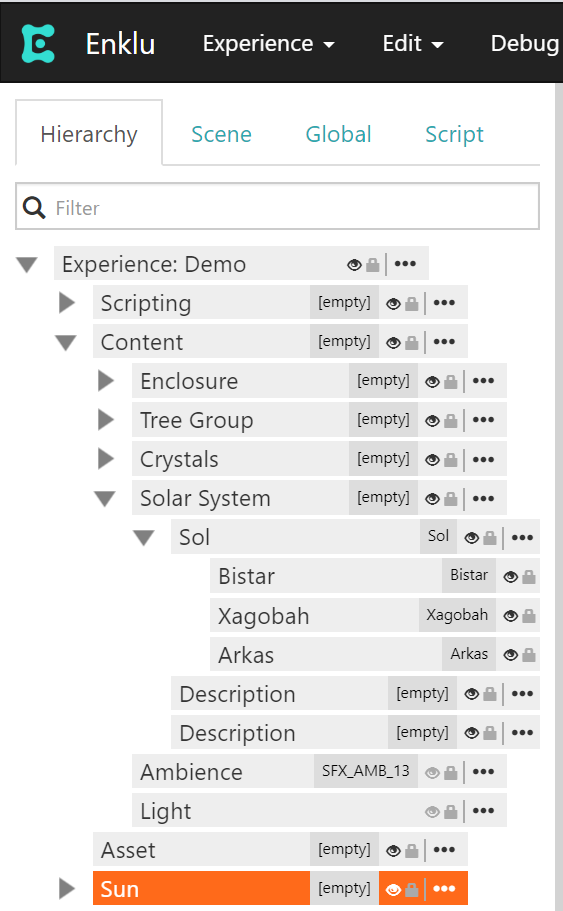 Enklu Experience Edit Debug
Hierarchy Scene Global Script
Filter
Experience: Demo
Scripting [empty]
Content [empty]
Enclosure [empty]
Tree Group [empty]
Crystals [empty]
Solar System [empty]
Sol Sol
Bistar Bistar
Xagobah Xagobah
Arkas Arkas
Description [empty]
Description [empty]
Ambience SFX_AMB_13
Light
Asset [empty]
Sun [empty]